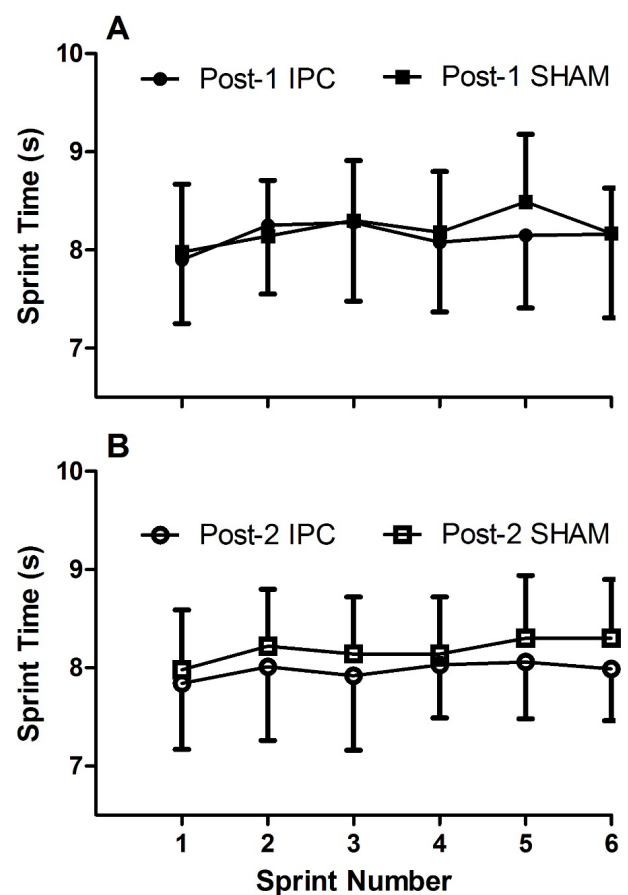 A
Post-1 IPC Post-1 SHAM
10
9
8
7
Sprint Time (s)
B
Post-2 IPC Post-2 SHAM
10
9
8
7
Sprint Time (s)
1 2 3 4 5 6
Sprint Number